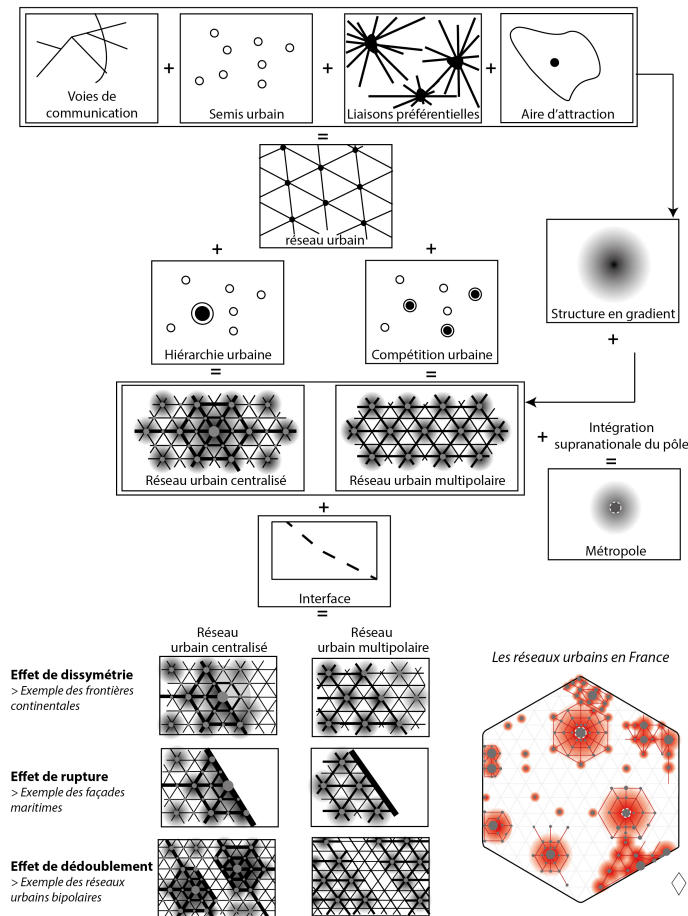 Voies de
communication
+
Semis urbain
+
Liaisons préférentielles
+
Aire d'attraction
=
réseau urbain
+
+
Structure en gradient
+
Hiérarchie urbaine
Compétition urbaine
=
=
Réseau urbain centralisé
Réseau urbain multipolaire
+
Intégration
supranationale du pôle
=
Métropole
+
Interface
=
Réseau
urbain centralisé
Réseau
urbain multipolaire
Effet de dissymétrie
> Exemple des frontières
continentales
Effet de rupture
> Exemple des façades
maritimes
Effet de dédoublement
> Exemple des réseaux
urbains bipolaires
Les réseaux urbains en France